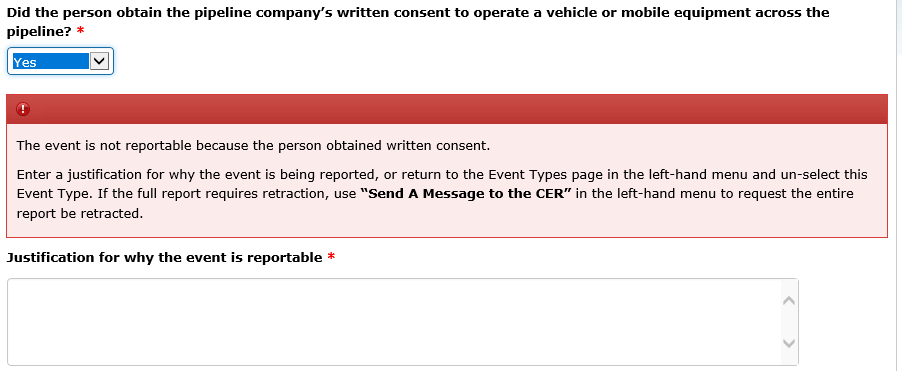 Did the person obtain the pipeline company’s written consent to operate a vehicle or mobile equipment across the
pipeline? *
Yes
The event is not reportable because the person obtained written consent.
Enter a justification for why the event is being reported, or return to the Event Types page in the left-hand menu and un-select this
Event Type. If the full report requires retraction, use “Send A Message to the CER” in the left-hand menu to request the entire
report be retracted.
Justification for why the event is reportable *